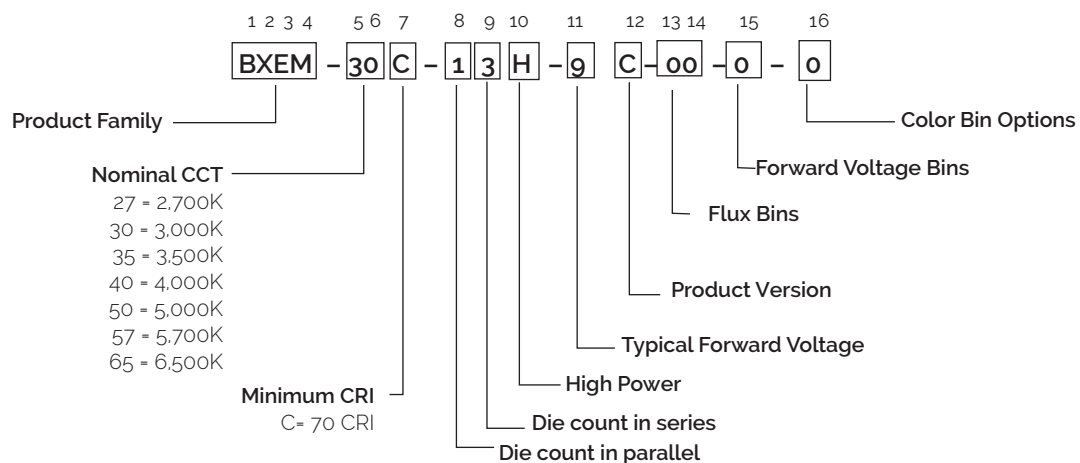 1 2 3 4 5 6 7 8 9 10 11 12 13 14 15 16
BXEM – 30 C – 1 3 H – 9 C – 00 – 0 – 0
Product Family
Color Bin Options
Nominal CCT
Forward Voltage Bins
27 = 2,700K
30 = 3,000K
Flux Bins
35 = 3,500K
40 = 4,000K
Product Version
50 = 5,000K
57 = 5,700K
Typical Forward Voltage
65 = 6,500K
High Power
Minimum CRI
C= 70 CRI
Die count in series
Die count in parallel